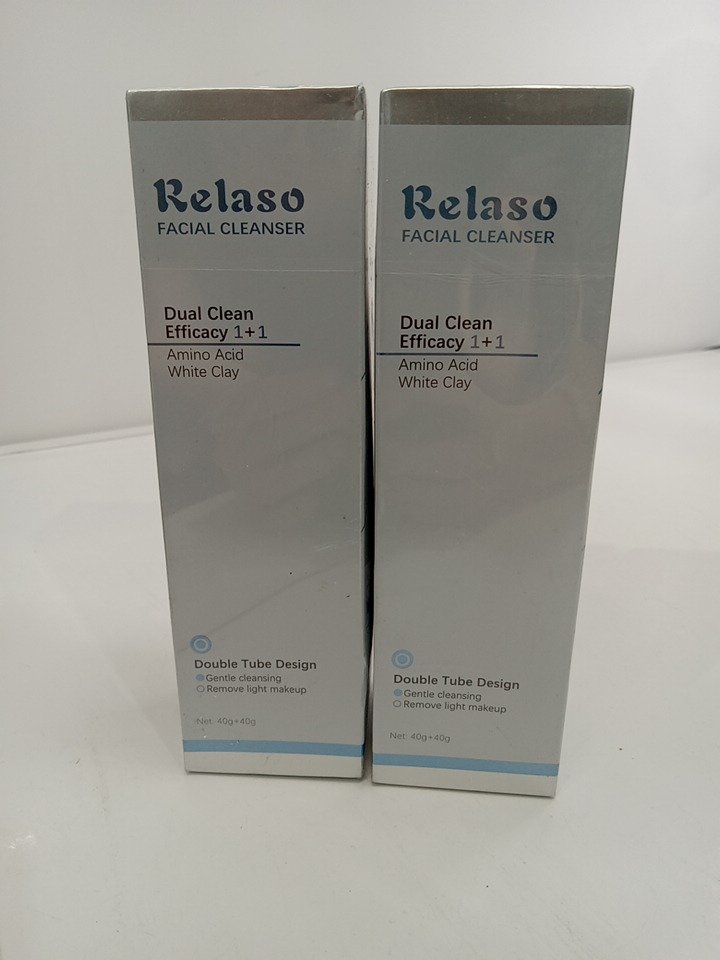 Relaso
FACIAL CLEANSER
Dual Clean
Efficacy 1+1
Amino Acid
White Clay
Double Tube Design
Gentle cleansing
Remove light makeup
Net: 40g+40g
Relaso
FACIAL CLEANSER
Dual Clean
Efficacy 1+1
Amino Acid
White Clay
Double Tube Design
Gentle cleansing
Remove light makeup
Net: 40g+40g